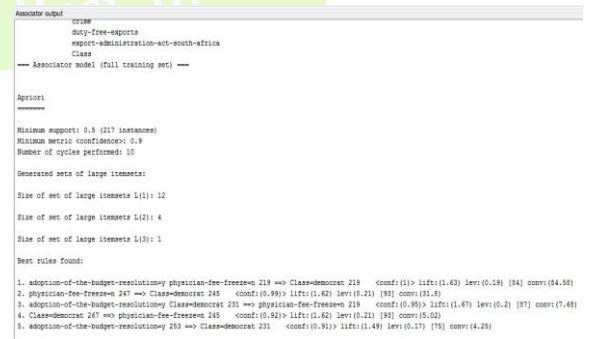 Associator output
crime
duty-free-exports
export-administration-act-south-africa
Class
=== Associator model (full training set) ===
Apriori
=======
Minimum support: 0.5 (217 instances)
Minimum metric <confidence>: 0.9
Number of cycles performed: 10
Generated sets of large itemsets:
Size of set of large itemsets L(1): 12
Size of set of large itemsets L(2): 4
Size of set of large itemsets L(3): 1
Best rules found:
1. adoption-of-the-budget-resolution=y physician-fee-freeze=n 219 ==> Class=democrat 219 <conf:(1)> lift:(1.63) lev:(0.19) [84] conv:(84.58)
2. physician-fee-freeze=n 247 ==> Class=democrat 245 <conf:(0.99)> lift:(1.62) lev:(0.21) [93] conv:(31.8)
3. adoption-of-the-budget-resolution=y Class=democrat 231 ==> physician-fee-freeze=n 219 <conf:(0.95)> lift:(1.67) lev:(0.2) [87] conv:(7.68)
4. Class=democrat 267 ==> physician-fee-freeze=n 245 <conf:(0.92)> lift:(1.62) lev:(0.21) [93] conv:(5.02)
5. adoption-of-the-budget-resolution=y 253 ==> Class=democrat 231 <conf:(0.91)> lift:(1.49) lev:(0.17) [75] conv:(4.25)